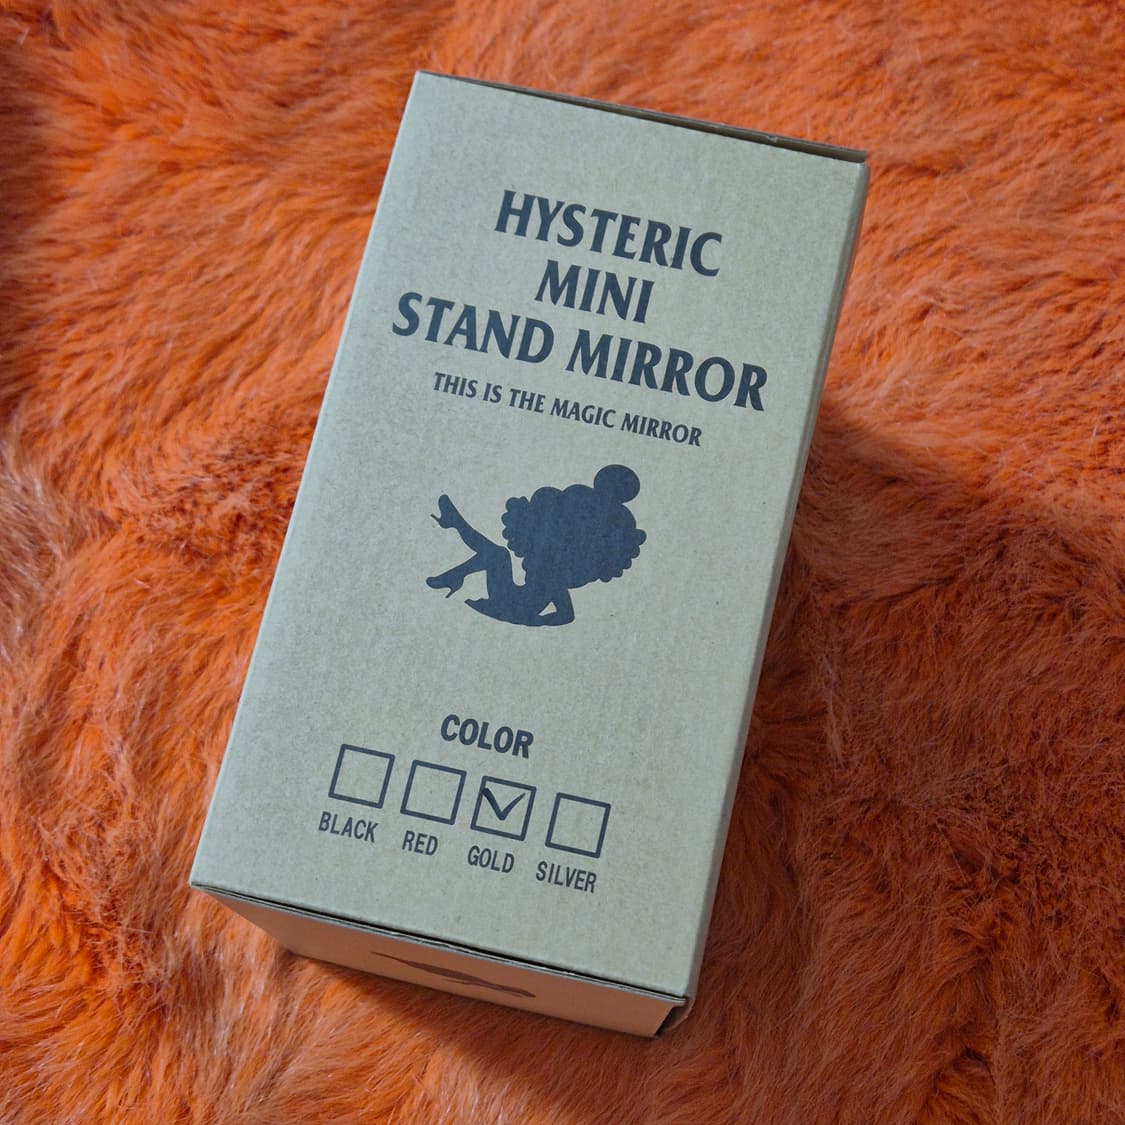 HYSTERIC
MINI
STAND MIRROR
THIS IS THE MAGIC MIRROR
COLOR
BLACK RED GOLD SILVER